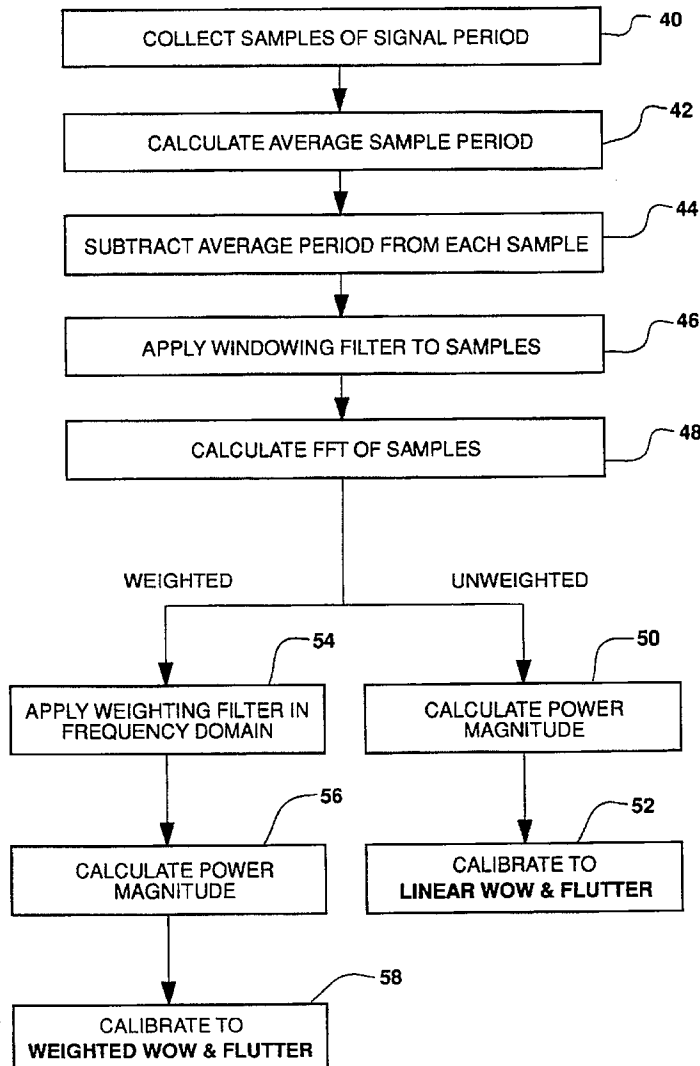 COLLECT SAMPLES OF SIGNAL PERIOD
40
CALCULATE AVERAGE SAMPLE PERIOD
42
SUBTRACT AVERAGE PERIOD FROM EACH SAMPLE
44
APPLY WINDOWING FILTER TO SAMPLES
46
CALCULATE FFT OF SAMPLES
48
WEIGHTED
UNWEIGHTED
54
APPLY WEIGHTING FILTER IN
FREQUENCY DOMAIN
50
CALCULATE POWER
MAGNITUDE
56
CALCULATE POWER
MAGNITUDE
52
CALIBRATE TO
LINEAR WOW & FLUTTER
58
CALIBRATE TO
WEIGHTED WOW & FLUTTER